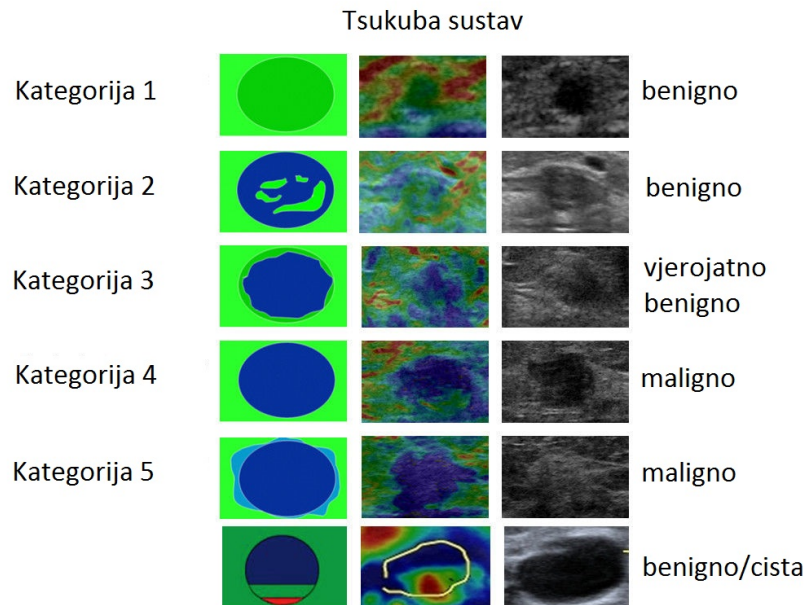 Tsukuba sustav
Kategorija 1
benigno
Kategorija 2
benigno
Kategorija 3
vjerojatno
benigno
Kategorija 4
maligno
Kategorija 5
maligno
benigno/cista